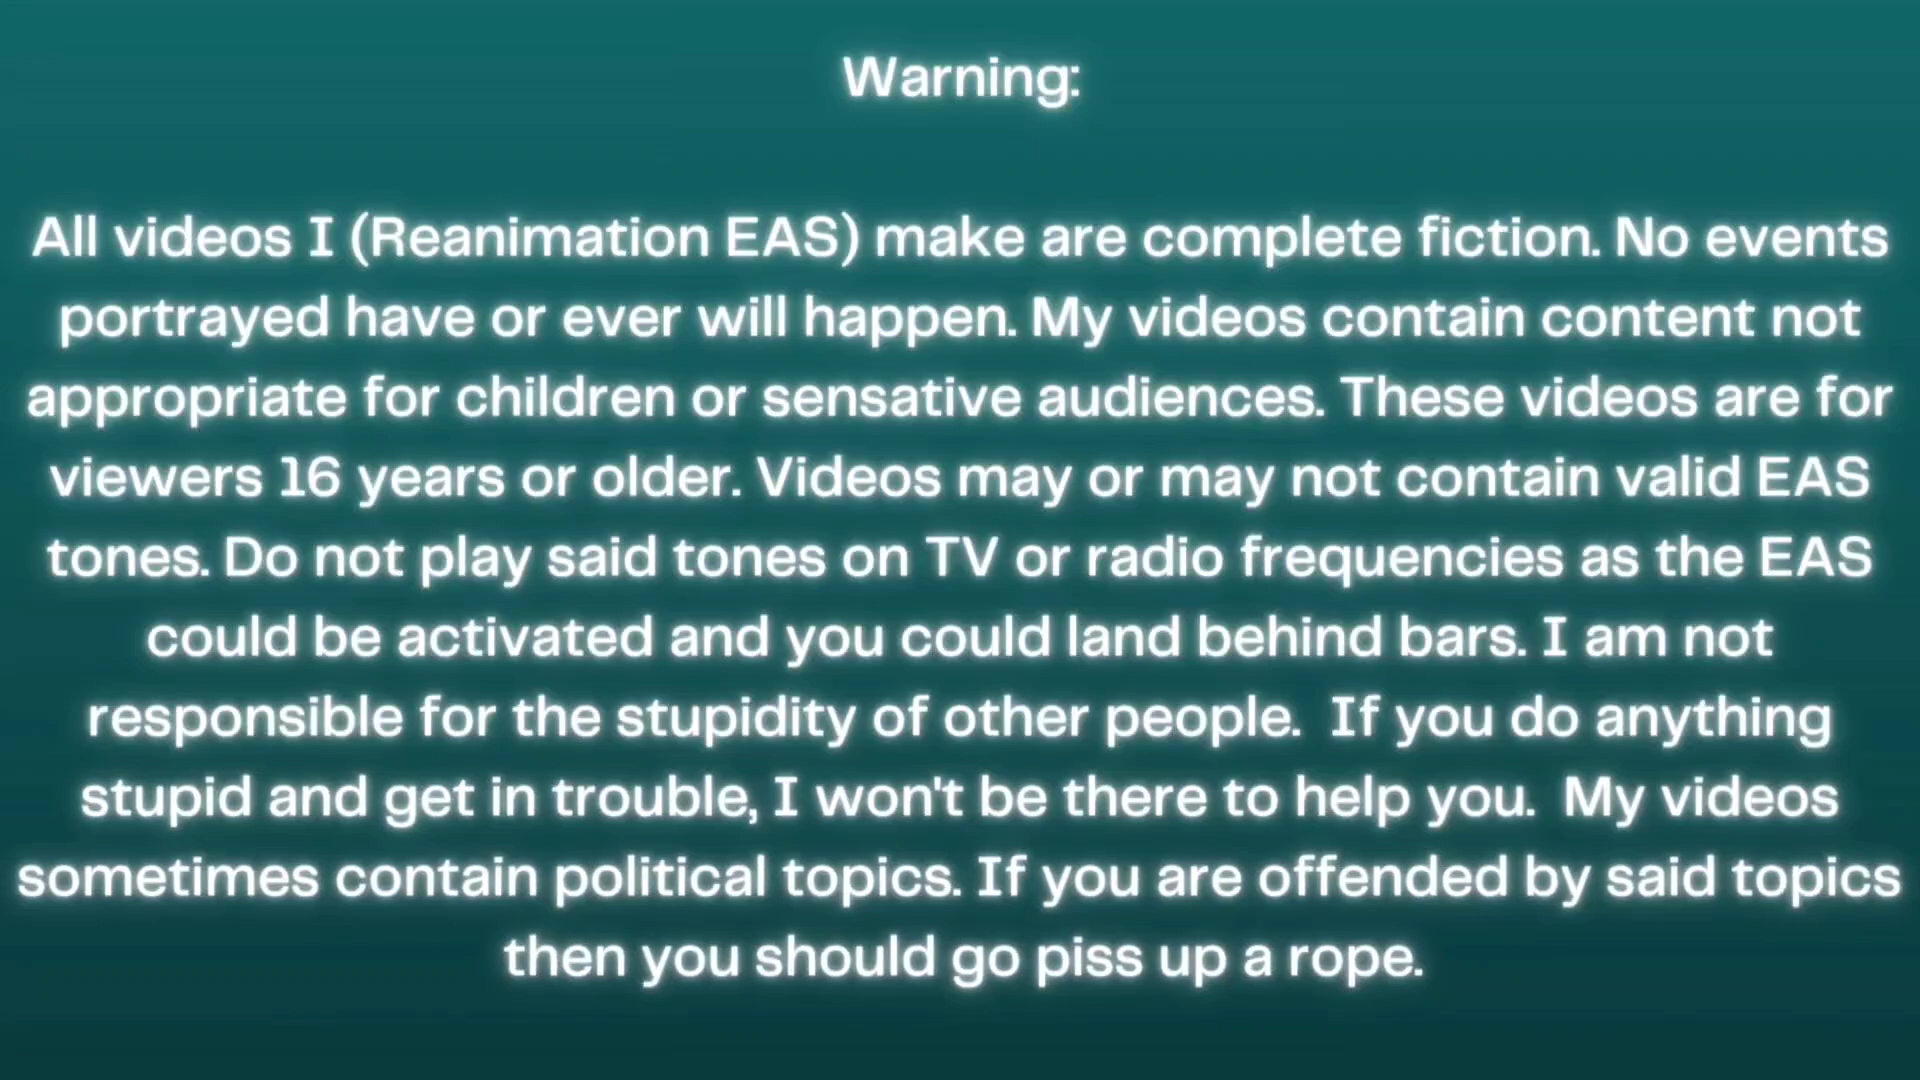 Warning:
All videos I (Reanimation EAS) make are complete fiction. No events
portrayed have or ever will happen. My videos contain content not
appropriate for children or sensative audiences. These videos are for
viewers 16 years or older. Videos may or may not contain valid EAS
tones. Do not play said tones on TV or radio frequencies as the EAS
could be activated and you could land behind bars. I am not
responsible for the stupidity of other people.  If you do anything
stupid and get in trouble, I won't be there to help you.  My videos
sometimes contain political topics. If you are offended by said topics
then you should go piss up a rope.